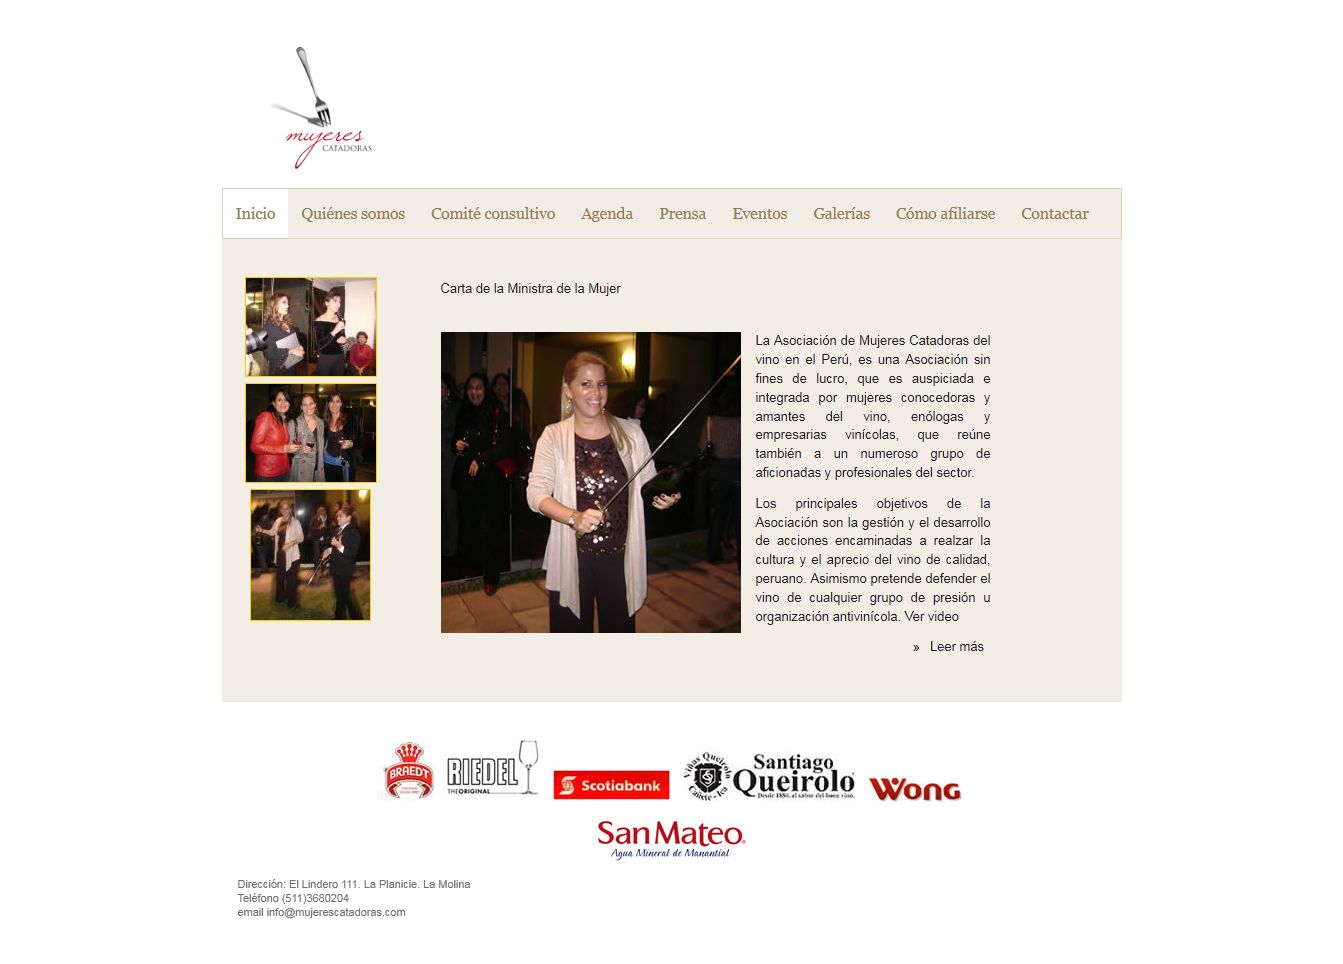 mujeres
CATADORAS
Inicio Quiénes somos Comité consultivo Agenda Prensa Eventos Galerías Cómo afiliarse Contactar
Carta de la Ministra de la Mujer
La Asociación de Mujeres Catadoras del
vino en el Perú, es una Asociación sin
fines de lucro, que es auspiciada e
integrada por mujeres conocedoras y
amantes del vino, enólogas y
empresarias vinícolas, que reúne
también a un numeroso grupo de
aficionadas y profesionales del sector.
Los principales objetivos de la
Asociación son la gestión y el desarrollo
de acciones encaminadas a realzar la
cultura y el aprecio del vino de calidad,
peruano. Asimismo pretende defender el
vino de cualquier grupo de presión u
organización antivinícola. Ver video
» Leer más
BRAEDT
RIEDEL
THE ORIGINAL
Scotiabank
Viñas Queirolo
Cañete - Ica
Santiago
Queirolo
Desde 1880, al sabor del buen vino.
Wong
San Mateo
Agua Mineral de Manantial
Dirección: El Lindero 111. La Planicie. La Molina
Teléfono (511)3680204
email info@mujerescatadoras.com